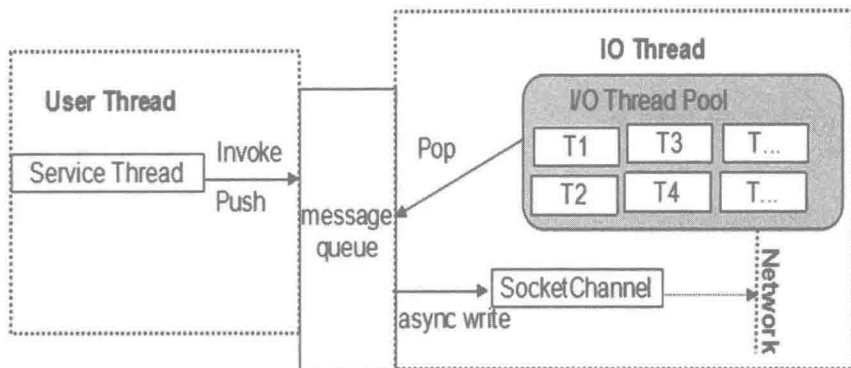 IO Thread
User Thread
I/O Thread Pool
Invoke
Pop
T1
T3
T...
Service Thread
Push
T2
T4
T...
message
queue
SocketChannel
async write
Network